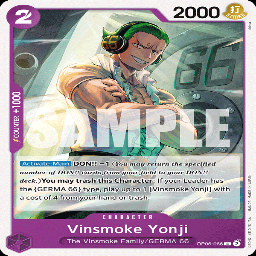 2
2000
17
COUNTER +1000
66
SAMPLE
Activate: Main DON!! −1 (You may return the specified
number of DON!! cards from your field to your DON!!
deck.) You may trash this Character: If your Leader
has the {GERMA 66} type, play up to 1 [Vinsmoke Yonji]
with a cost of 4 from your hand or trash.
CHARACTER
Vinsmoke Yonji
The Vinsmoke Family/GERMA 66